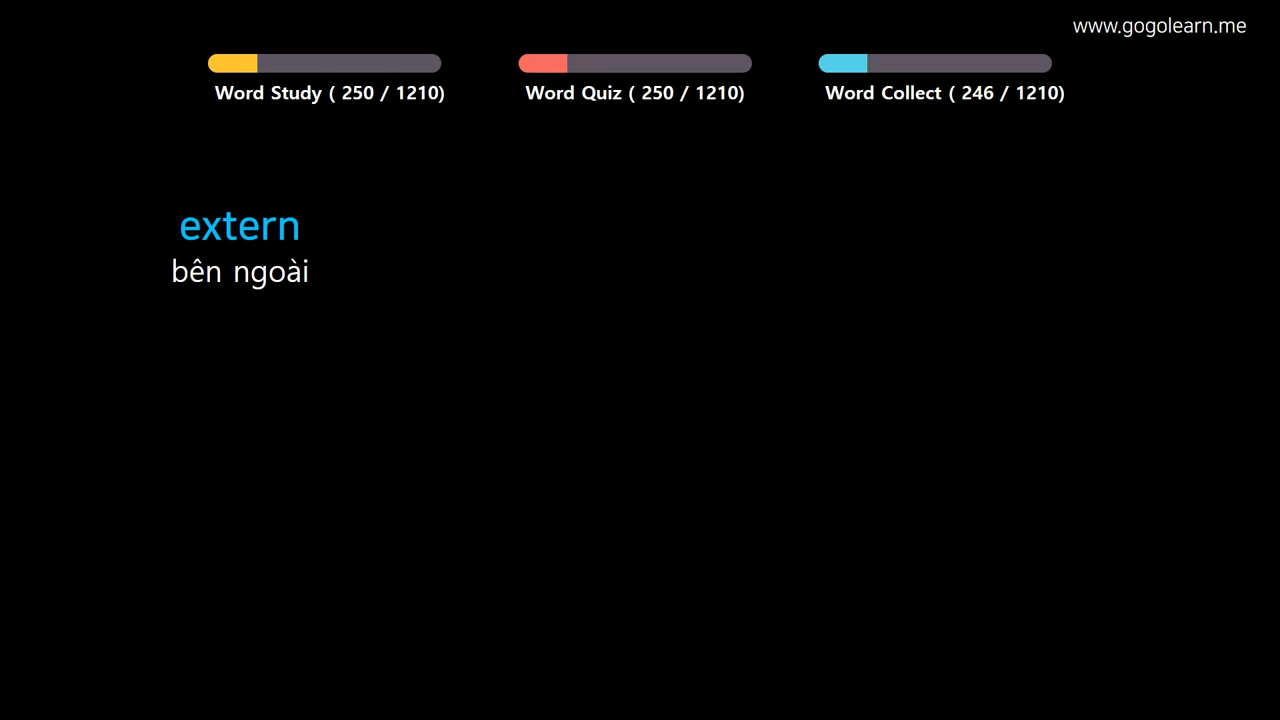 www.gogolearn.me
Word Study ( 250 / 1210)
Word Quiz ( 250 / 1210)
Word Collect ( 246 / 1210)
extern
bên ngoài